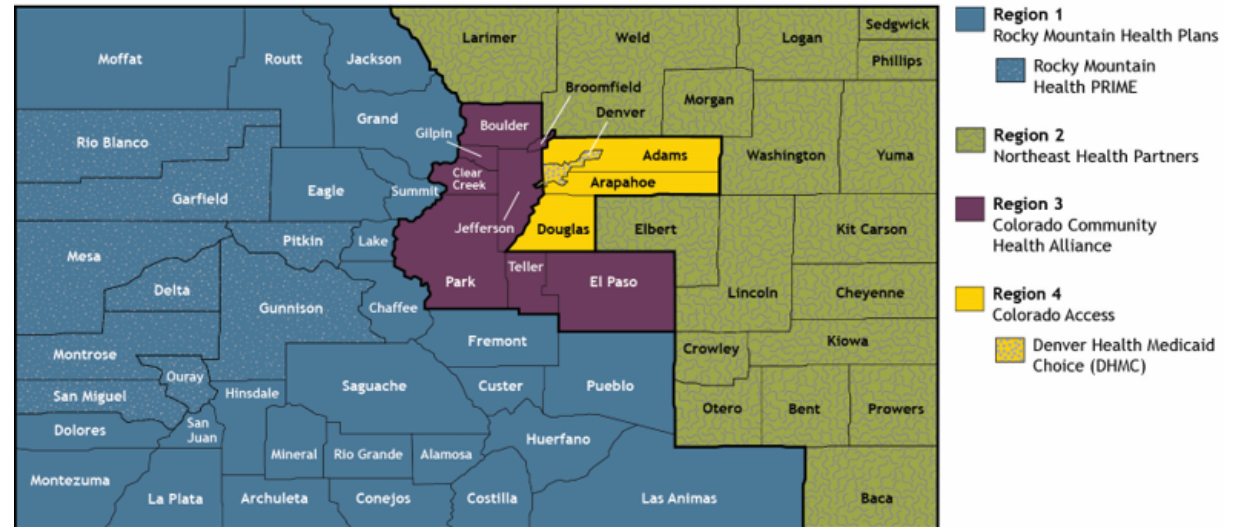 Moffat
Routt
Jackson
Larimer
Weld
Logan
Sedgwick
Phillips
Rio Blanco
Grand
Gilpin
Boulder
Broomfield
Denver
Morgan
Washington
Yuma
Garfield
Eagle
Summit
Clear
Creek
Jefferson
Adams
Arapahoe
Douglas
Elbert
Kit Carson
Mesa
Pitkin
Lake
Park
Teller
El Paso
Lincoln
Cheyenne
Delta
Gunnison
Chaffee
Fremont
Crowley
Kiowa
Montrose
Ouray
Hinsdale
Saguache
Custer
Pueblo
Otero
Bent
Prowers
San Miguel
Dolores
San
Juan
Mineral
Rio Grande
Alamosa
Huerfano
Montezuma
La Plata
Archuleta
Conejos
Costilla
Las Animas
Baca
Region 1
Rocky Mountain Health Plans
Rocky Mountain
Health PRIME
Region 2
Northeast Health Partners
Region 3
Colorado Community
Health Alliance
Region 4
Colorado Access
Denver Health Medicaid
Choice (DHMC)